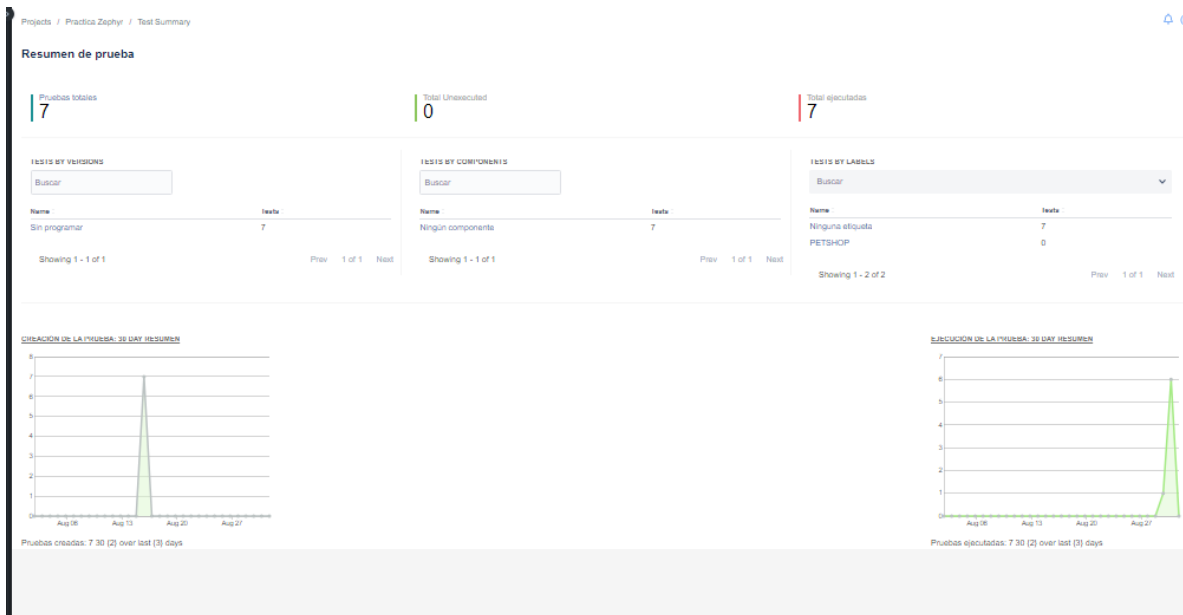 Projects / Practica Zephyr / Test Summary
Resumen de prueba
Pruebas totales
7
Total Unexecuted
0
Total ejecutadas
7
TESTS BY VERSIONS
Buscar
Name Tests
Sin programar 7
Showing 1 - 1 of 1 Prev 1 of 1 Next
TESTS BY COMPONENTS
Buscar
Name Tests
Ningún componente 7
Showing 1 - 1 of 1 Prev 1 of 1 Next
TESTS BY LABELS
Buscar
Name Tests
Ninguna etiqueta 7
PETSHOP 0
Showing 1 - 2 of 2 Prev 1 of 1 Next
CREACIÓN DE LA PRUEBA: 30 DAY RESUMEN
8
7
6
5
4
3
2
1
0
Aug 06 Aug 13 Aug 20 Aug 27
Pruebas creadas: 7 30 {2} over last {3} days
EJECUCIÓN DE LA PRUEBA: 30 DAY RESUMEN
7
6
5
4
3
2
1
0
Aug 06 Aug 13 Aug 20 Aug 27
Pruebas ejecutadas: 7 30 {2} over last {3} days